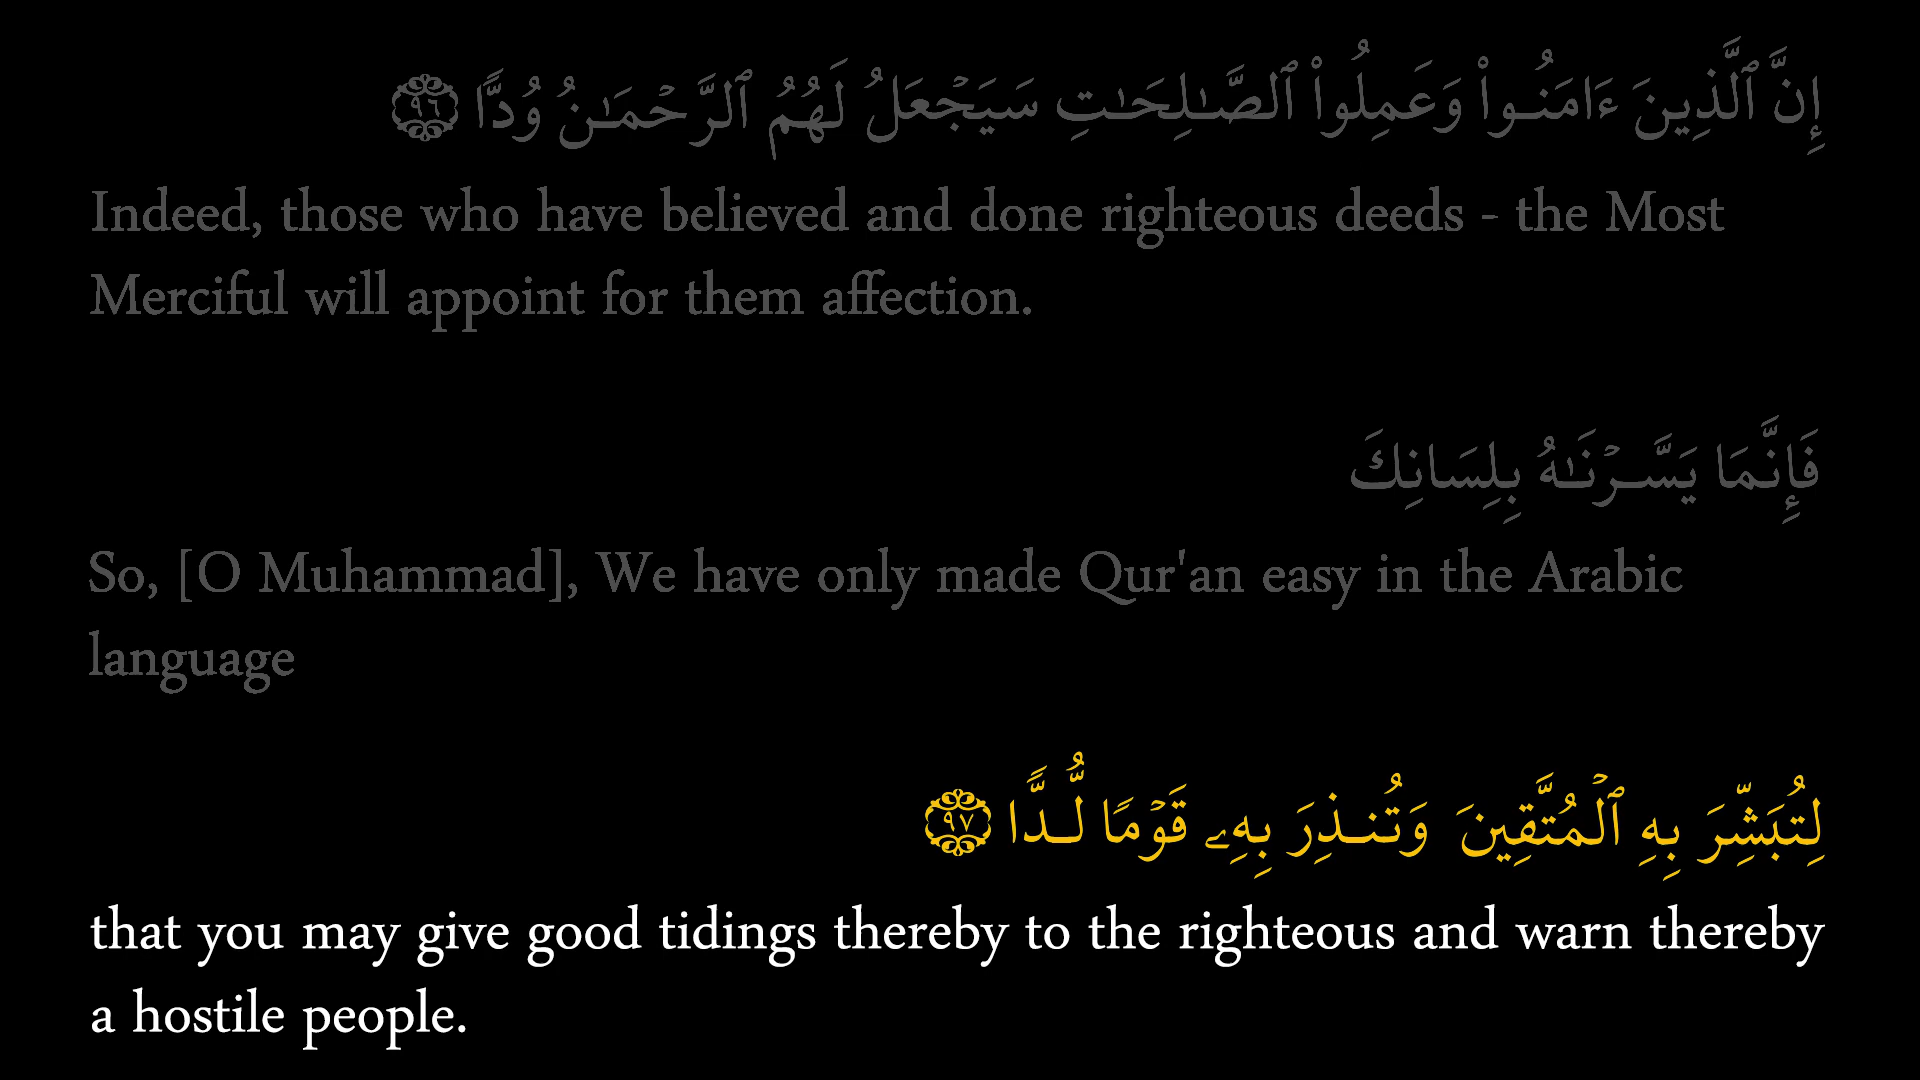 إِنَّ ٱلَّذِينَ ءَامَنُوا۟ وَعَمِلُوا۟ ٱلصَّـٰلِحَـٰتِ سَيَجْعَلُ لَهُمُ ٱلرَّحْمَـٰنُ وُدًّا ٩٦
Indeed, those who have believed and done righteous deeds - the Most
Merciful will appoint for them affection.
فَإِنَّمَا يَسَّرْنَـٰهُ بِلِسَانِكَ
So, [O Muhammad], We have only made Qur'an easy in the Arabic
language
لِتُبَشِّرَ بِهِ ٱلْمُتَّقِينَ وَتُنذِرَ بِهِۦ قَوْمًا لُّدًّا ٩٧
that you may give good tidings thereby to the righteous and warn thereby
a hostile people.